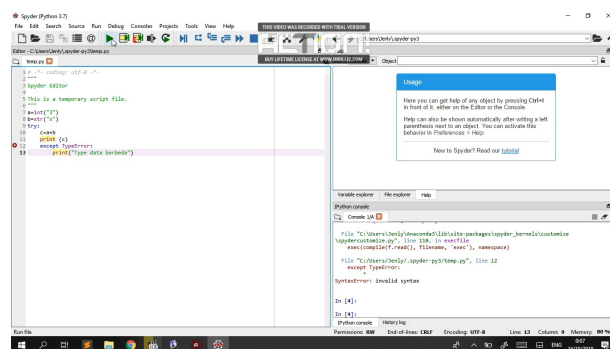 Spyder (Python 3.7)
File Edit Search Source Run Debug Consoles Projects Tools View Help
THIS VIDEO WAS RECORDED WITH TRIAL VERSION
BUY LIFETIME LICENSE AT WWW.MIRILLIS.COM
Editor - C:\Users\Jenly\.spyder-py3\temp.py
Object
temp.py
1 # -*- coding: utf-8 -*-
2 """
3 Spyder Editor
4
5 This is a temporary script file.
6 """
7 a=int("3")
8 b=str("x")
9 try:
10 c=a+b
11 print (c)
12 except TypeError:
13 print("Type data berbeda")
Usage
Here you can get help of any object by pressing Ctrl+I
in front of it, either on the Editor or the Console.
Help can also be shown automatically after writing a left
parenthesis next to an object. You can activate this
behavior in Preferences > Help.
New to Spyder? Read our tutorial
Variable explorer File explorer Help
IPython console
Console 1/A
File "C:\Users\Jenly\Anaconda3\lib\site-packages\spyder_kernels\customize
\spydercustomize.py", line 110, in execfile
exec(compile(f.read(), filename, 'exec'), namespace)
File "C:/Users/Jenly/.spyder-py3/temp.py", line 12
except TypeError:
^
SyntaxError: invalid syntax
In [4]:
In [4]:
IPython console History log
Run file
Permissions: RW End-of-lines: CRLF Encoding: UTF-8 Line: 13 Column: 9 Memory: 80 %
ENG
0:07